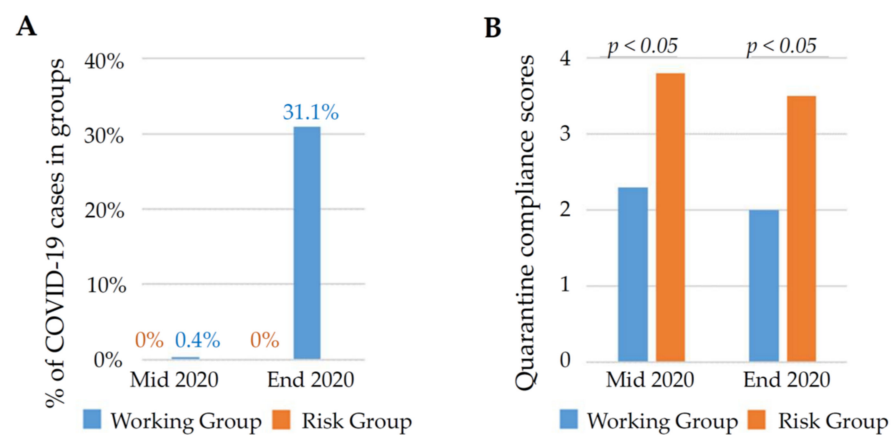 A
% of COVID-19 cases in groups
40%
30%
20%
10%
0%
31.1%
0% 0.4%
0%
Mid 2020 End 2020
Working Group Risk Group
B
Quarantine compliance scores
p < 0.05 p < 0.05
4
3
2
1
0
Mid 2020 End 2020
Working Group Risk Group